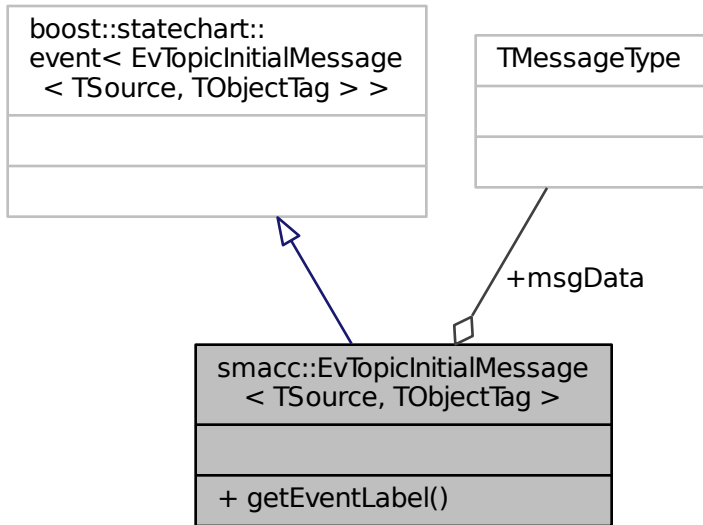 boost::statechart::
event< EvTopicInitialMessage
< TSource, TObjectTag > >
TMessageType
+msgData
smacc::EvTopicInitialMessage
< TSource, TObjectTag >
+ getEventLabel()